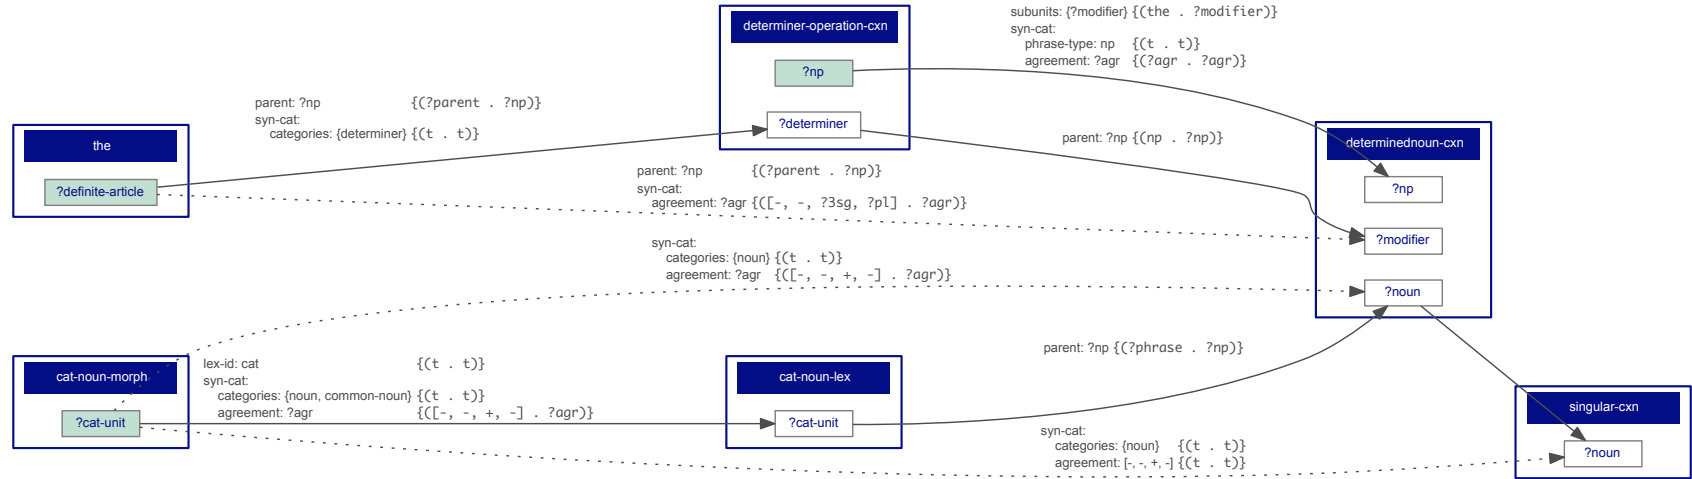 determiner-operation-cxn
?np
?determiner
subunits: {?modifier} {(the . ?modifier)}
syn-cat:
phrase-type: np {(t . t)}
agreement: ?agr {(?agr . ?agr)}
parent: ?np {(?parent . ?np)}
syn-cat:
categories: {determiner} {(t . t)}
the
?definite-article
parent: ?np {(np . ?np)}
determinednoun-cxn
?np
?modifier
?noun
parent: ?np {(?parent . ?np)}
syn-cat:
agreement: ?agr {([-, -, ?3sg, ?pl] . ?agr)}
syn-cat:
categories: {noun} {(t . t)}
agreement: ?agr {([-, -, +, -] . ?agr)}
cat-noun-morph
?cat-unit
lex-id: cat {(t . t)}
syn-cat:
categories: {noun, common-noun} {(t . t)}
agreement: ?agr {([-, -, +, -] . ?agr)}
cat-noun-lex
?cat-unit
parent: ?np {(?phrase . ?np)}
syn-cat:
categories: {noun} {(t . t)}
agreement: [-, -, +, -] {(t . t)}
singular-cxn
?noun